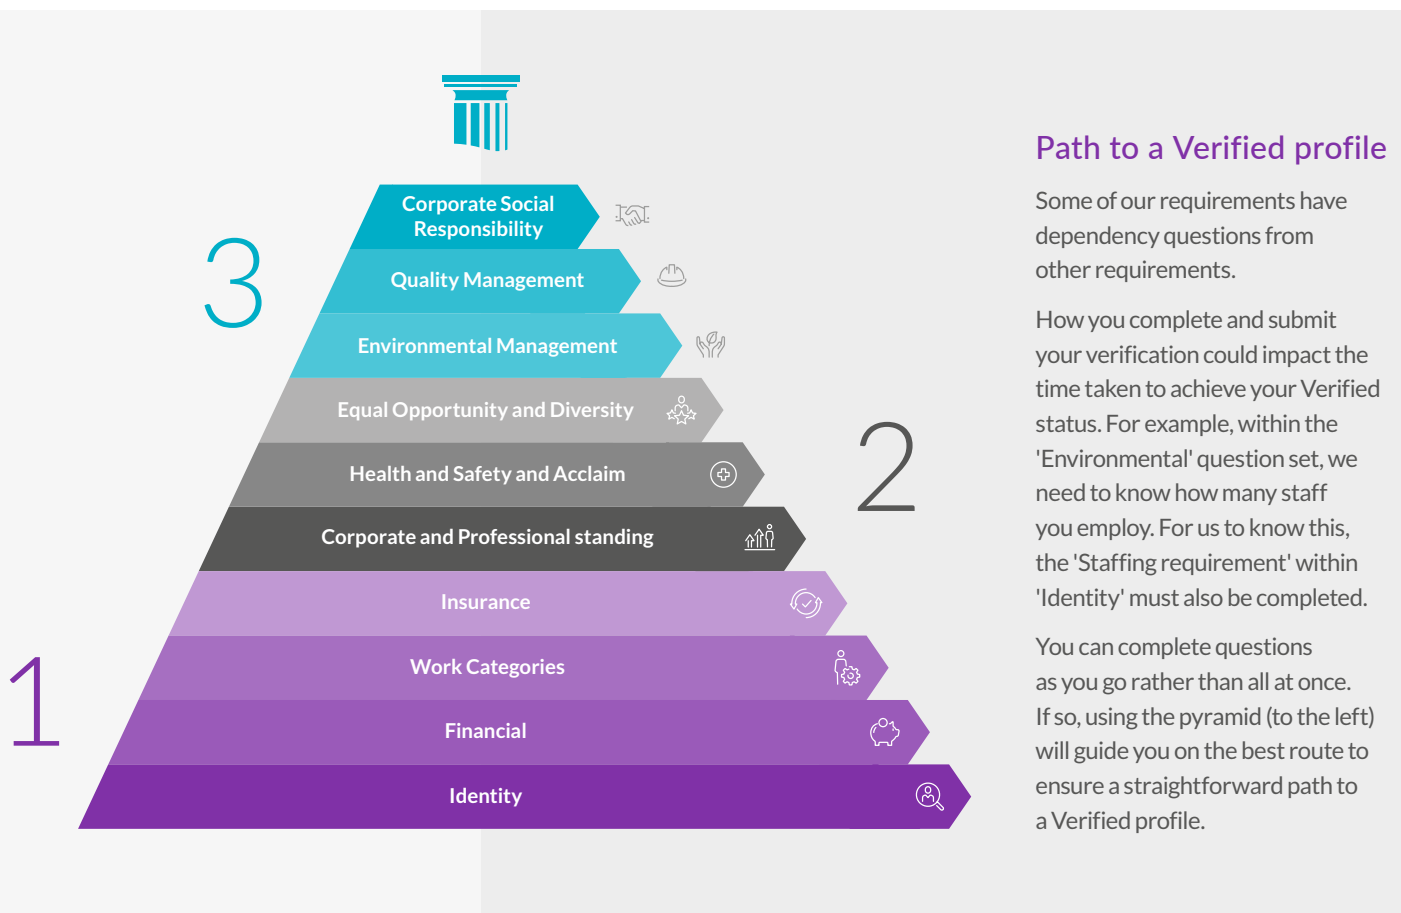 3
Corporate Social
Responsibility
Quality Management
Environmental Management
Equal Opportunity and Diversity
Health and Safety and Acclaim
2
Corporate and Professional standing
Insurance
Work Categories
1
Financial
Identity
Path to a Verified profile
Some of our requirements have
dependency questions from
other requirements.
How you complete and submit
your verification could impact the
time taken to achieve your Verified
status. For example, within the
'Environmental' question set, we
need to know how many staff
you employ. For us to know this,
the 'Staffing requirement' within
'Identity' must also be completed.
You can complete questions
as you go rather than all at once.
If so, using the pyramid (to the left)
will guide you on the best route to
ensure a straightforward path to
a Verified profile.